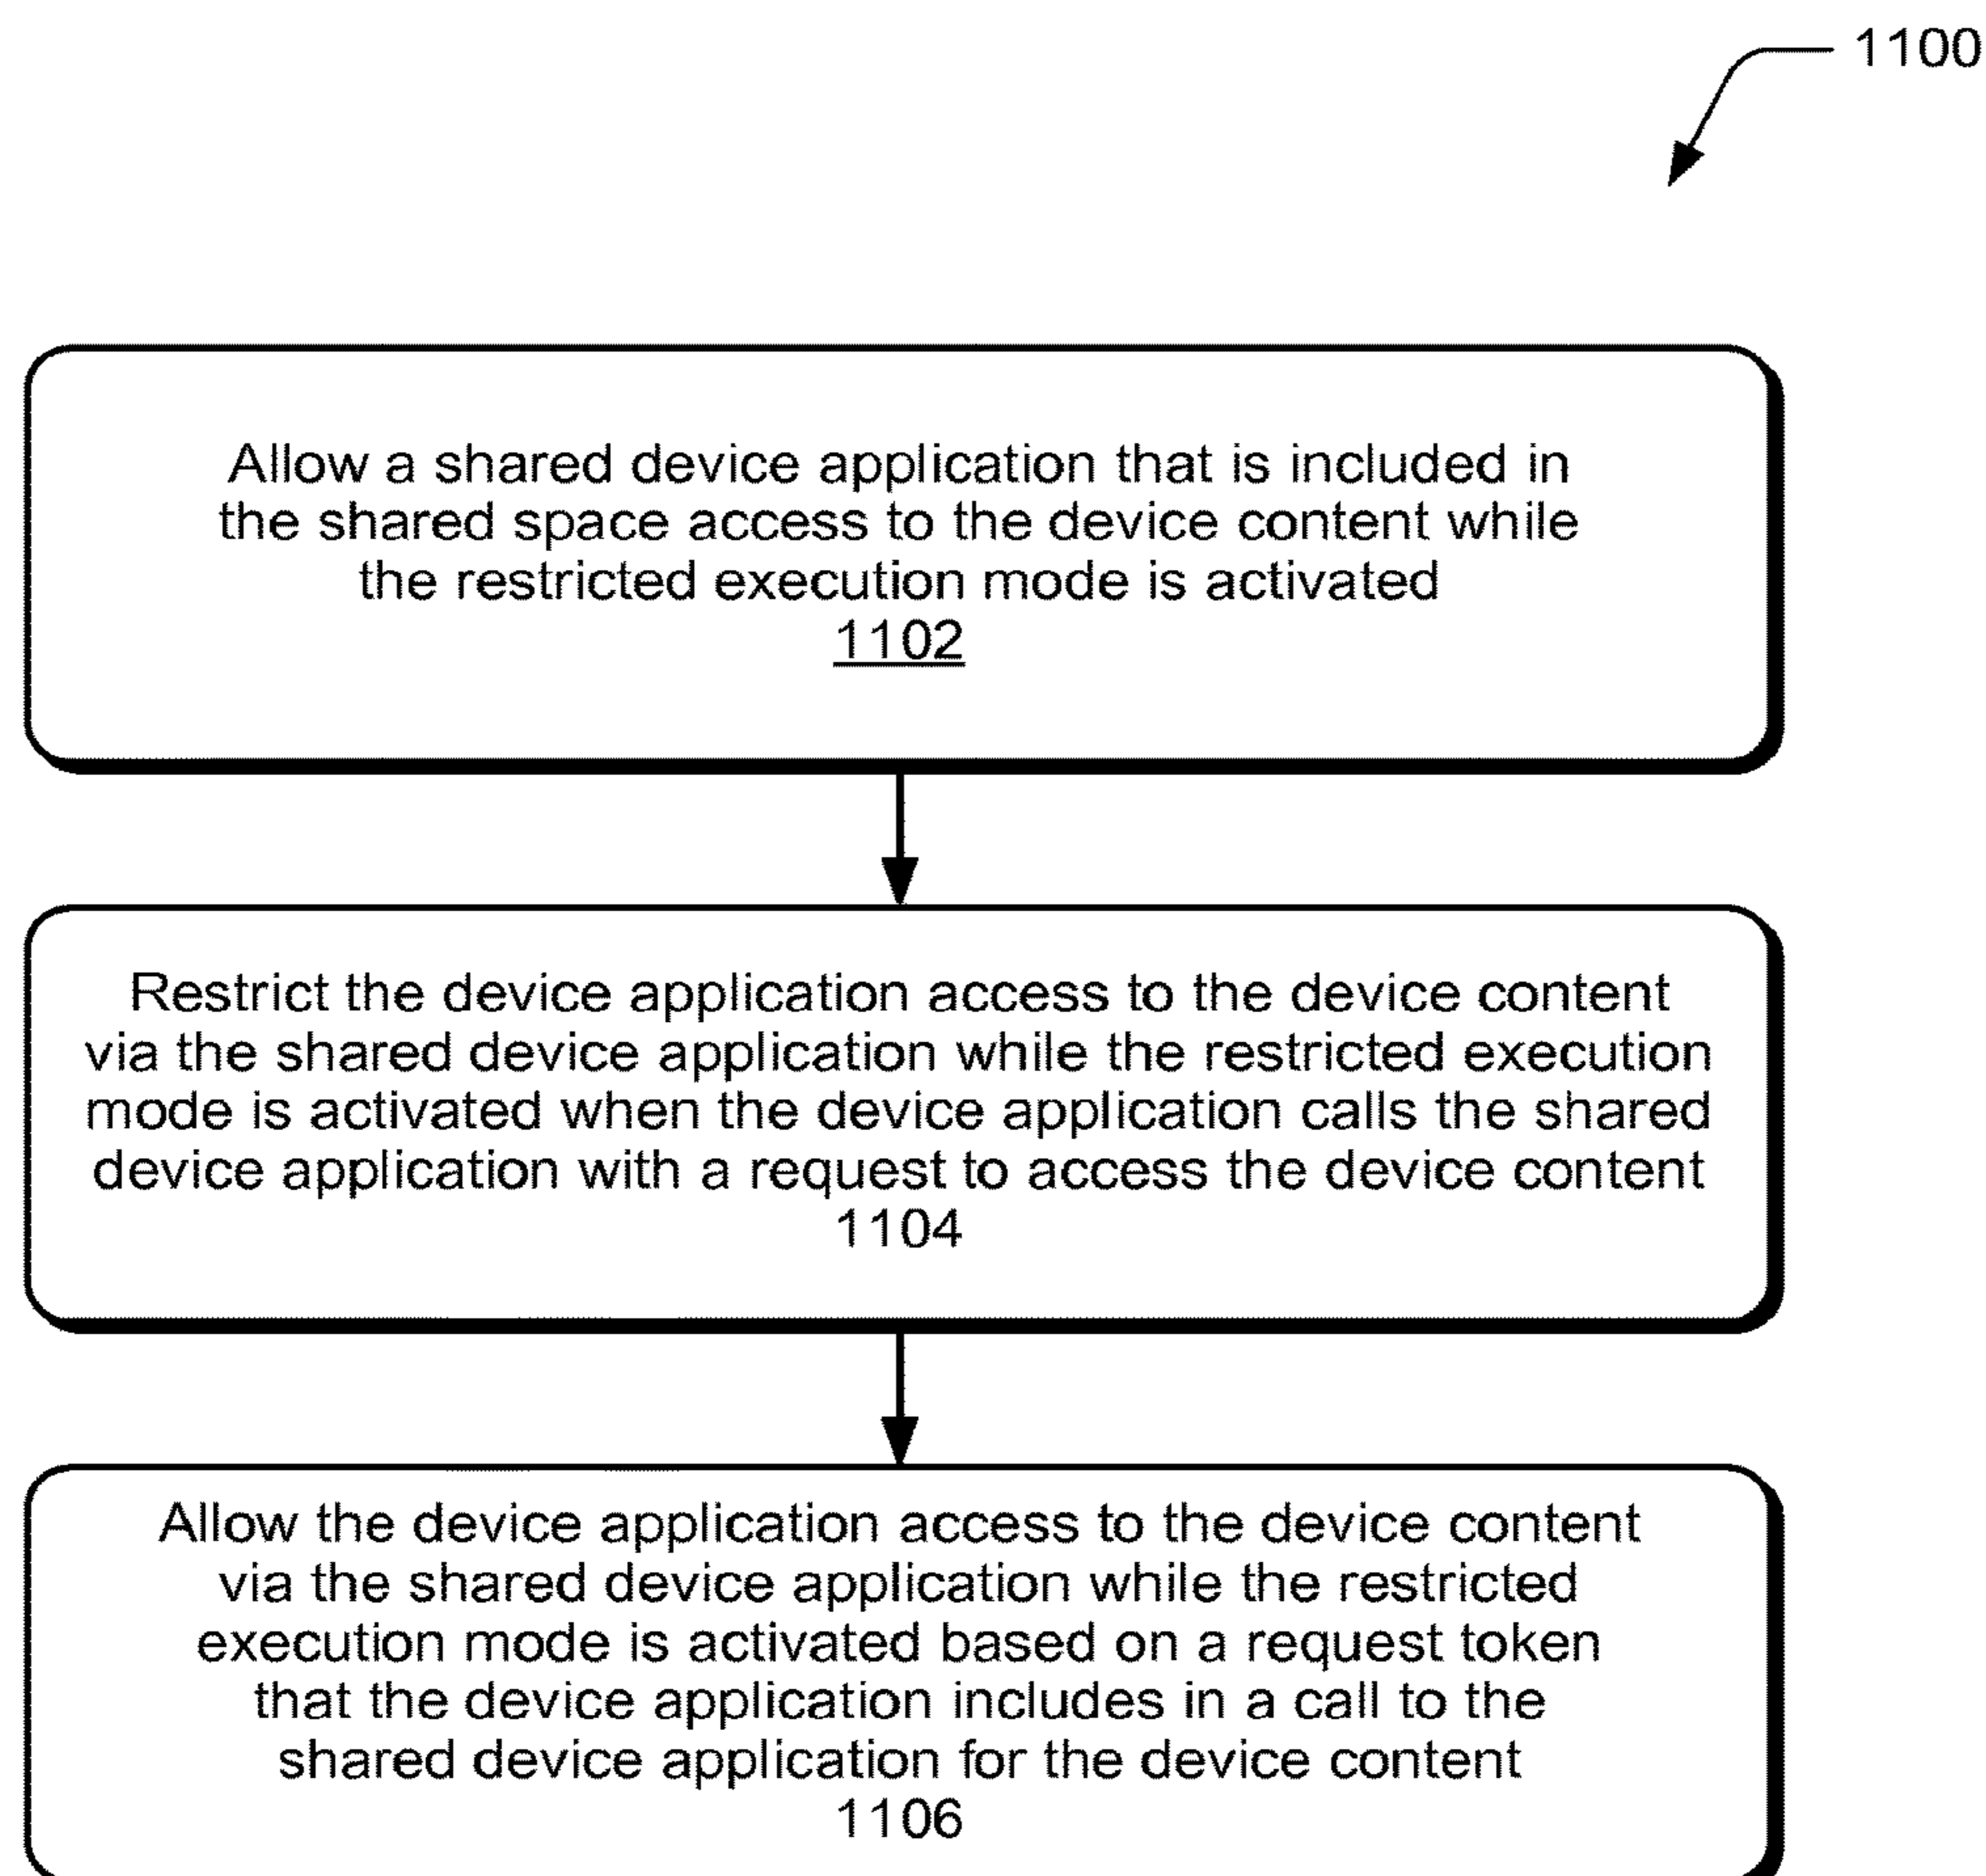 1100
Allow a shared device application that is included in
the shared space access to the device content while
the restricted execution mode is activated
1102
Restrict the device application access to the device content
via the shared device application while the restricted execution
mode is activated when the device application calls the shared
device application with a request to access the device content
1104
Allow the device application access to the device content
via the shared device application while the restricted
execution mode is activated based on a request token
that the device application includes in a call to the
shared device application for the device content
1106